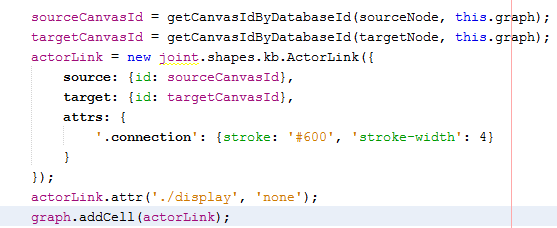 sourceCanvasId = getCanvasIdByDatabaseId(sourceNode, this.graph);
targetCanvasId = getCanvasIdByDatabaseId(targetNode, this.graph);
actorLink = new joint.shapes.kb.ActorLink({
    source: {id: sourceCanvasId},
    target: {id: targetCanvasId},
    attrs: {
        '.connection': {stroke: '#600', 'stroke-width': 4}
    }
});
actorLink.attr('./display', 'none');
graph.addCell(actorLink);